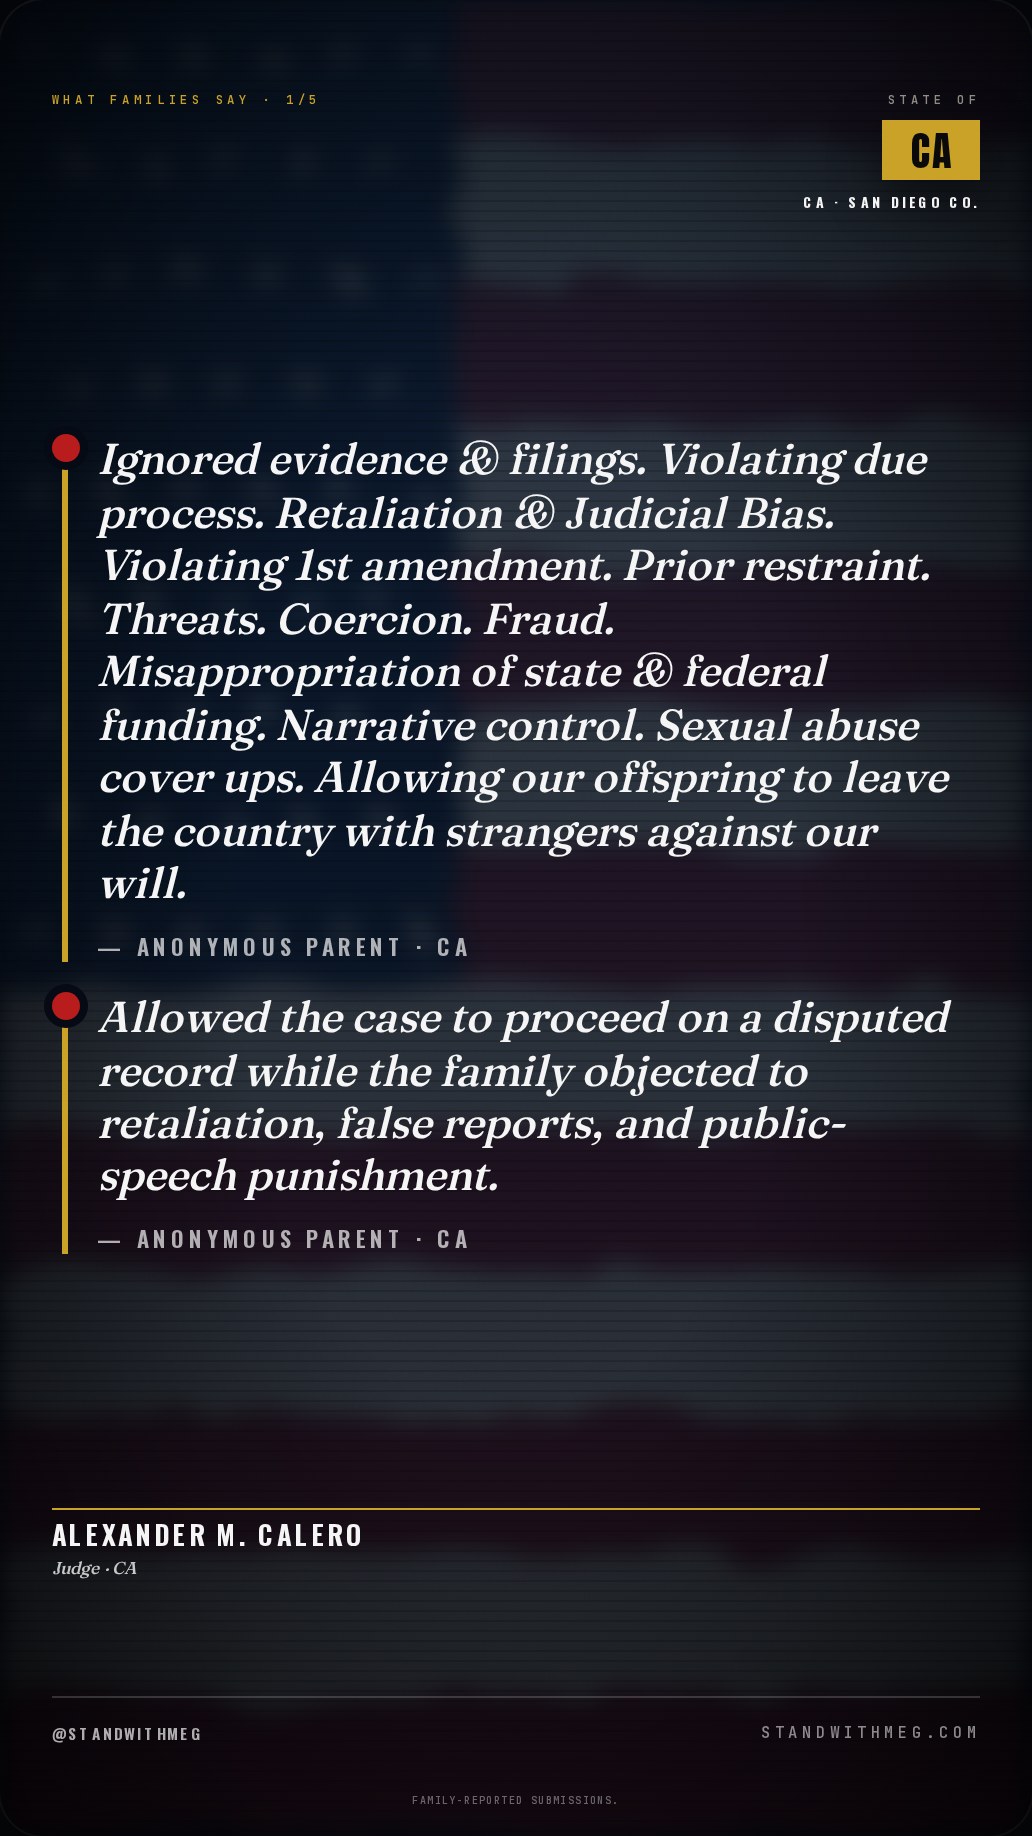 WHAT FAMILIES SAY · 1/5
STATE OF
CA
CA · SAN DIEGO CO.
Ignored evidence & filings. Violating due
process. Retaliation & Judicial Bias.
Violating 1st amendment. Prior restraint.
Threats. Coercion. Fraud.
Misappropriation of state & federal
funding. Narrative control. Sexual abuse
cover ups. Allowing our offspring to leave
the country with strangers against our
will.
— ANONYMOUS PARENT · CA
Allowed the case to proceed on a disputed
record while the family objected to
retaliation, false reports, and public-
speech punishment.
— ANONYMOUS PARENT · CA
ALEXANDER M. CALERO
Judge · CA
@STANDWITHMEG
STANDWITHMEG.COM
FAMILY-REPORTED SUBMISSIONS.